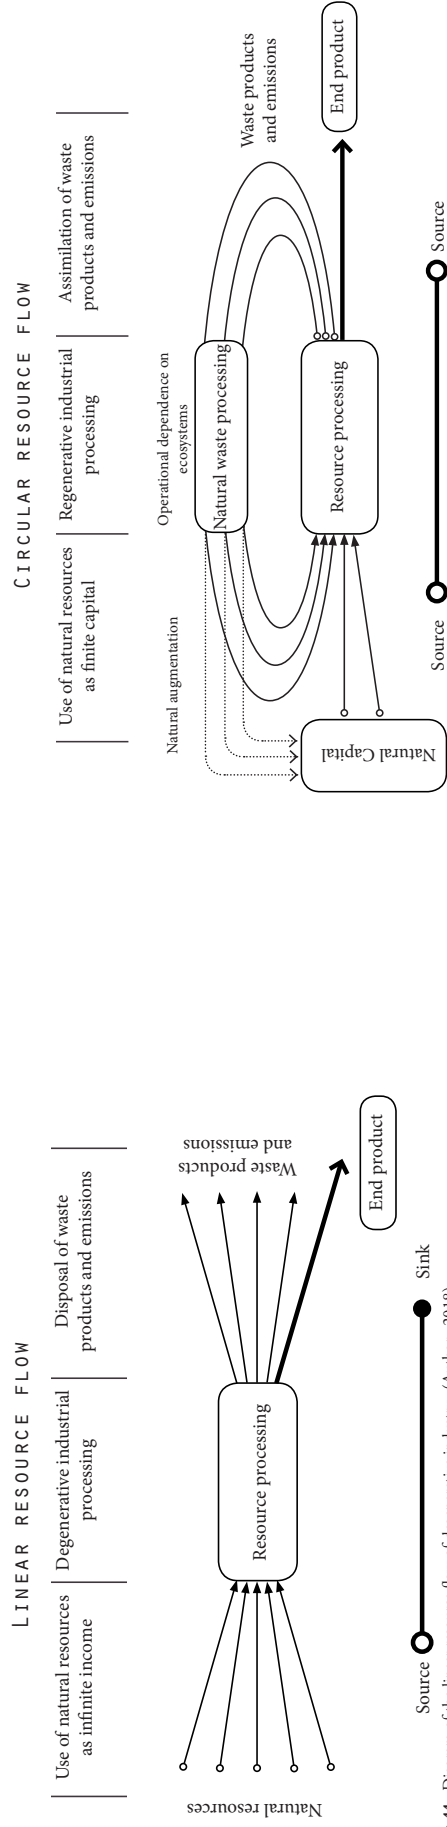 LINEAR RESOURCE FLOW
Use of natural resources
as infinite income
Degenerative industrial
processing
Disposal of waste
products and emissions
Natural resources
Resource processing
Waste products
and emissions
End product
Source
Sink
CIRCULAR RESOURCE FLOW
Use of natural resources
as finite capital
Regenerative industrial
processing
Assimilation of waste
products and emissions
Natural augmentation
Operational dependence on
ecosystems
Natural waste processing
Waste products
and emissions
Natural Capital
Resource processing
End product
Source
Source